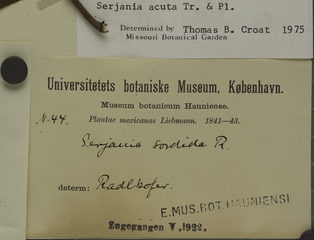 Serjania acuta Tr. & Pl.
Determined by Thomas B. Croat 1975
Missouri Botanical Garden
Universitetets botaniske Museum, København.
Museum botanicum Hauniense.
N. 44. Plantae mexicanae Liebmann. 1841—43.
Serjania sordida R.
determ: Radlkofer.
E.MUS.BOT.HAUNIENSI
Zugegangen V.1922.